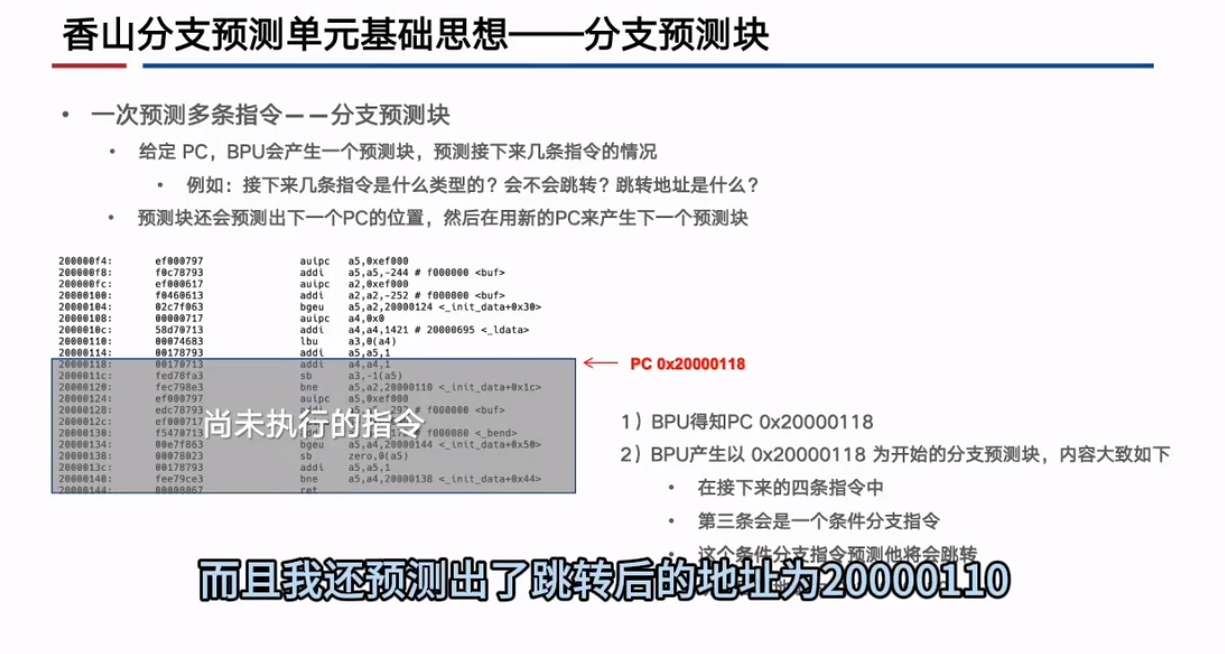 香山分支预测单元基础思想——分支预测块
• 一次预测多条指令——分支预测块
• 给定 PC，BPU会产生一个预测块，预测接下来几条指令的情况
• 例如：接下来几条指令是什么类型的？会不会跳转？跳转地址是什么？
• 预测块还会预测出下一个PC的位置，然后在用新的PC来产生下一个预测块
200000f4: ef000797 auipc a5,0xef000
200000f8: f0c78793 addi a5,a5,-244 # f000000 <buf>
200000fc: ef000617 auipc a2,0xef000
20000100: f0460613 addi a2,a2,-252 # f000000 <buf>
20000104: 02c7f063 bgeu a5,a2,20000124 <_init_data+0x30>
20000108: 00000717 auipc a4,0x0
2000010c: 58d70713 addi a4,a4,1421 # 20000695 <_ldata>
20000110: 00074683 lbu a3,0(a4)
20000114: 00178793 addi a5,a5,1
20000118: 00170713 addi a4,a4,1
2000011c: fed78fa3 sb a3,-1(a5)
20000120: fec798e3 bne a5,a2,20000110 <_init_data+0x1c>
20000124: ef000797 auipc a5,0xef000
20000128: edc78793 # f000000 <buf>
2000012c: ef000717
20000130: f5470713 # f000080 <_bend>
20000134: 00e7f863 bgeu a5,a4,20000144 <_init_data+0x50>
20000138: 00078023 sb zero,0(a5)
2000013c: 00178793 addi a5,a5,1
20000140: fee79ce3 bne a5,a4,20000138 <_init_data+0x44>
20000144: 00008067 ret
尚未执行的指令
PC 0x20000118
1）BPU得知PC 0x20000118
2）BPU产生以 0x20000118 为开始的分支预测块，内容大致如下
• 在接下来的四条指令中
• 第三条会是一个条件分支指令
• 这个条件分支指令预测他将会跳转
而且我还预测出了跳转后的地址为20000110